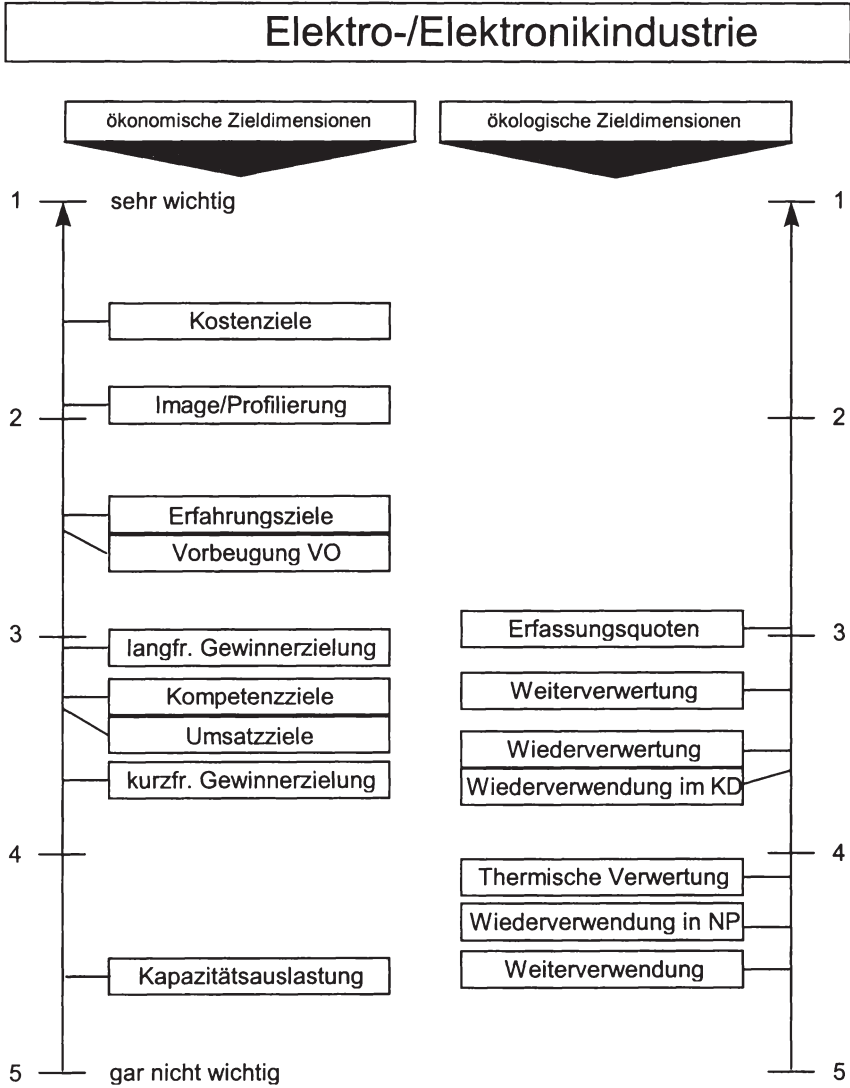 Elektro-/Elektronikindustrie
ökonomische Zieldimensionen
ökologische Zieldimensionen
1
sehr wichtig
1
Kostenziele
Image/Profilierung
2
2
Erfahrungsziele
Vorbeugung VO
3
langfr. Gewinnerzielung
Erfassungsquoten
3
Kompetenzziele
Weiterverwertung
Umsatzziele
Wiederverwertung
kurzfr. Gewinnerzielung
Wiederverwendung im KD
4
4
Thermische Verwertung
Wiederverwendung in NP
Kapazitätsauslastung
Weiterverwendung
5
gar nicht wichtig
5